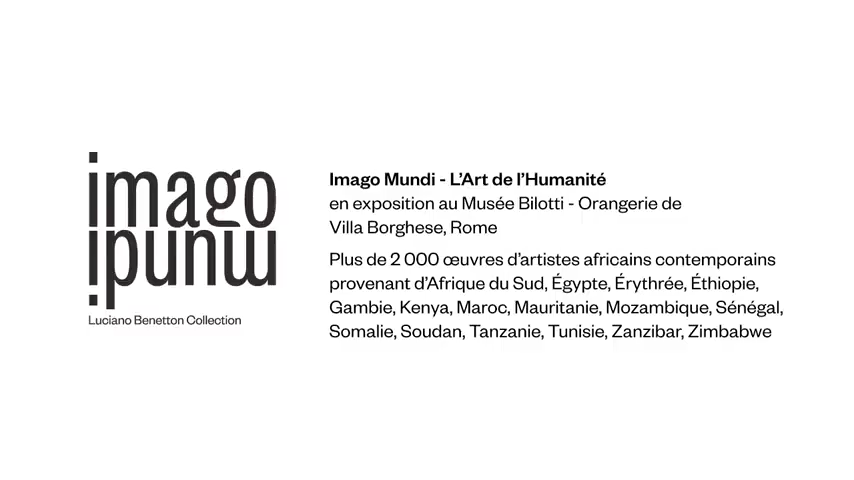 imago
mundi
Luciano Benetton Collection
Imago Mundi - L’Art de l’Humanité
en exposition au Musée Bilotti - Orangerie de
Villa Borghese, Rome
Plus de 2 000 œuvres d’artistes africains contemporains
provenant d’Afrique du Sud, Égypte, Érythrée, Éthiopie,
Gambie, Kenya, Maroc, Mauritanie, Mozambique, Sénégal,
Somalie, Soudan, Tanzanie, Tunisie, Zanzibar, Zimbabwe